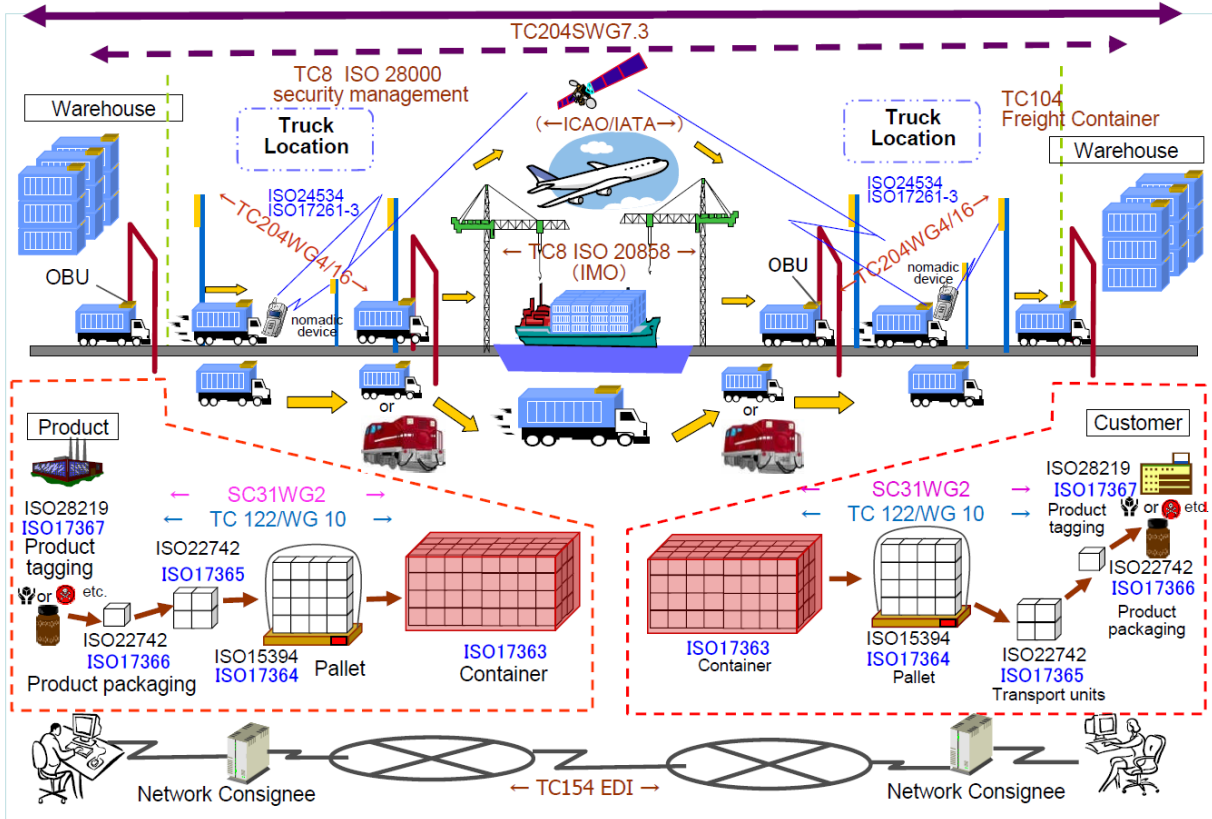 TC204SWG7.3
TC8 ISO 28000
security management
Warehouse
Truck
Location
(←ICAO/IATA→)
Truck
Location
TC104
Freight Container
Warehouse
ISO24534
ISO17261-3
←TC204WG4/16→
ISO24534
ISO17261-3
←TC204WG4/16→
← TC8 ISO 20858 →
(IMO)
OBU
nomadic
device
OBU
nomadic
device
or
or
Product
Customer
ISO28219
ISO17367
Product
tagging
or
etc.
← SC31WG2 →
← TC 122/WG 10 →
ISO22742
ISO17365
ISO22742
ISO17366
Product packaging
ISO15394
ISO17364
Pallet
ISO17363
Container
← SC31WG2 →
← TC 122/WG 10 →
ISO28219
ISO17367
Product
tagging
or
etc.
ISO22742
ISO17366
Product
packaging
ISO17363
Container
ISO15394
ISO17364
Pallet
ISO22742
ISO17365
Transport units
Network Consignee
← TC154 EDI →
Network Consignee